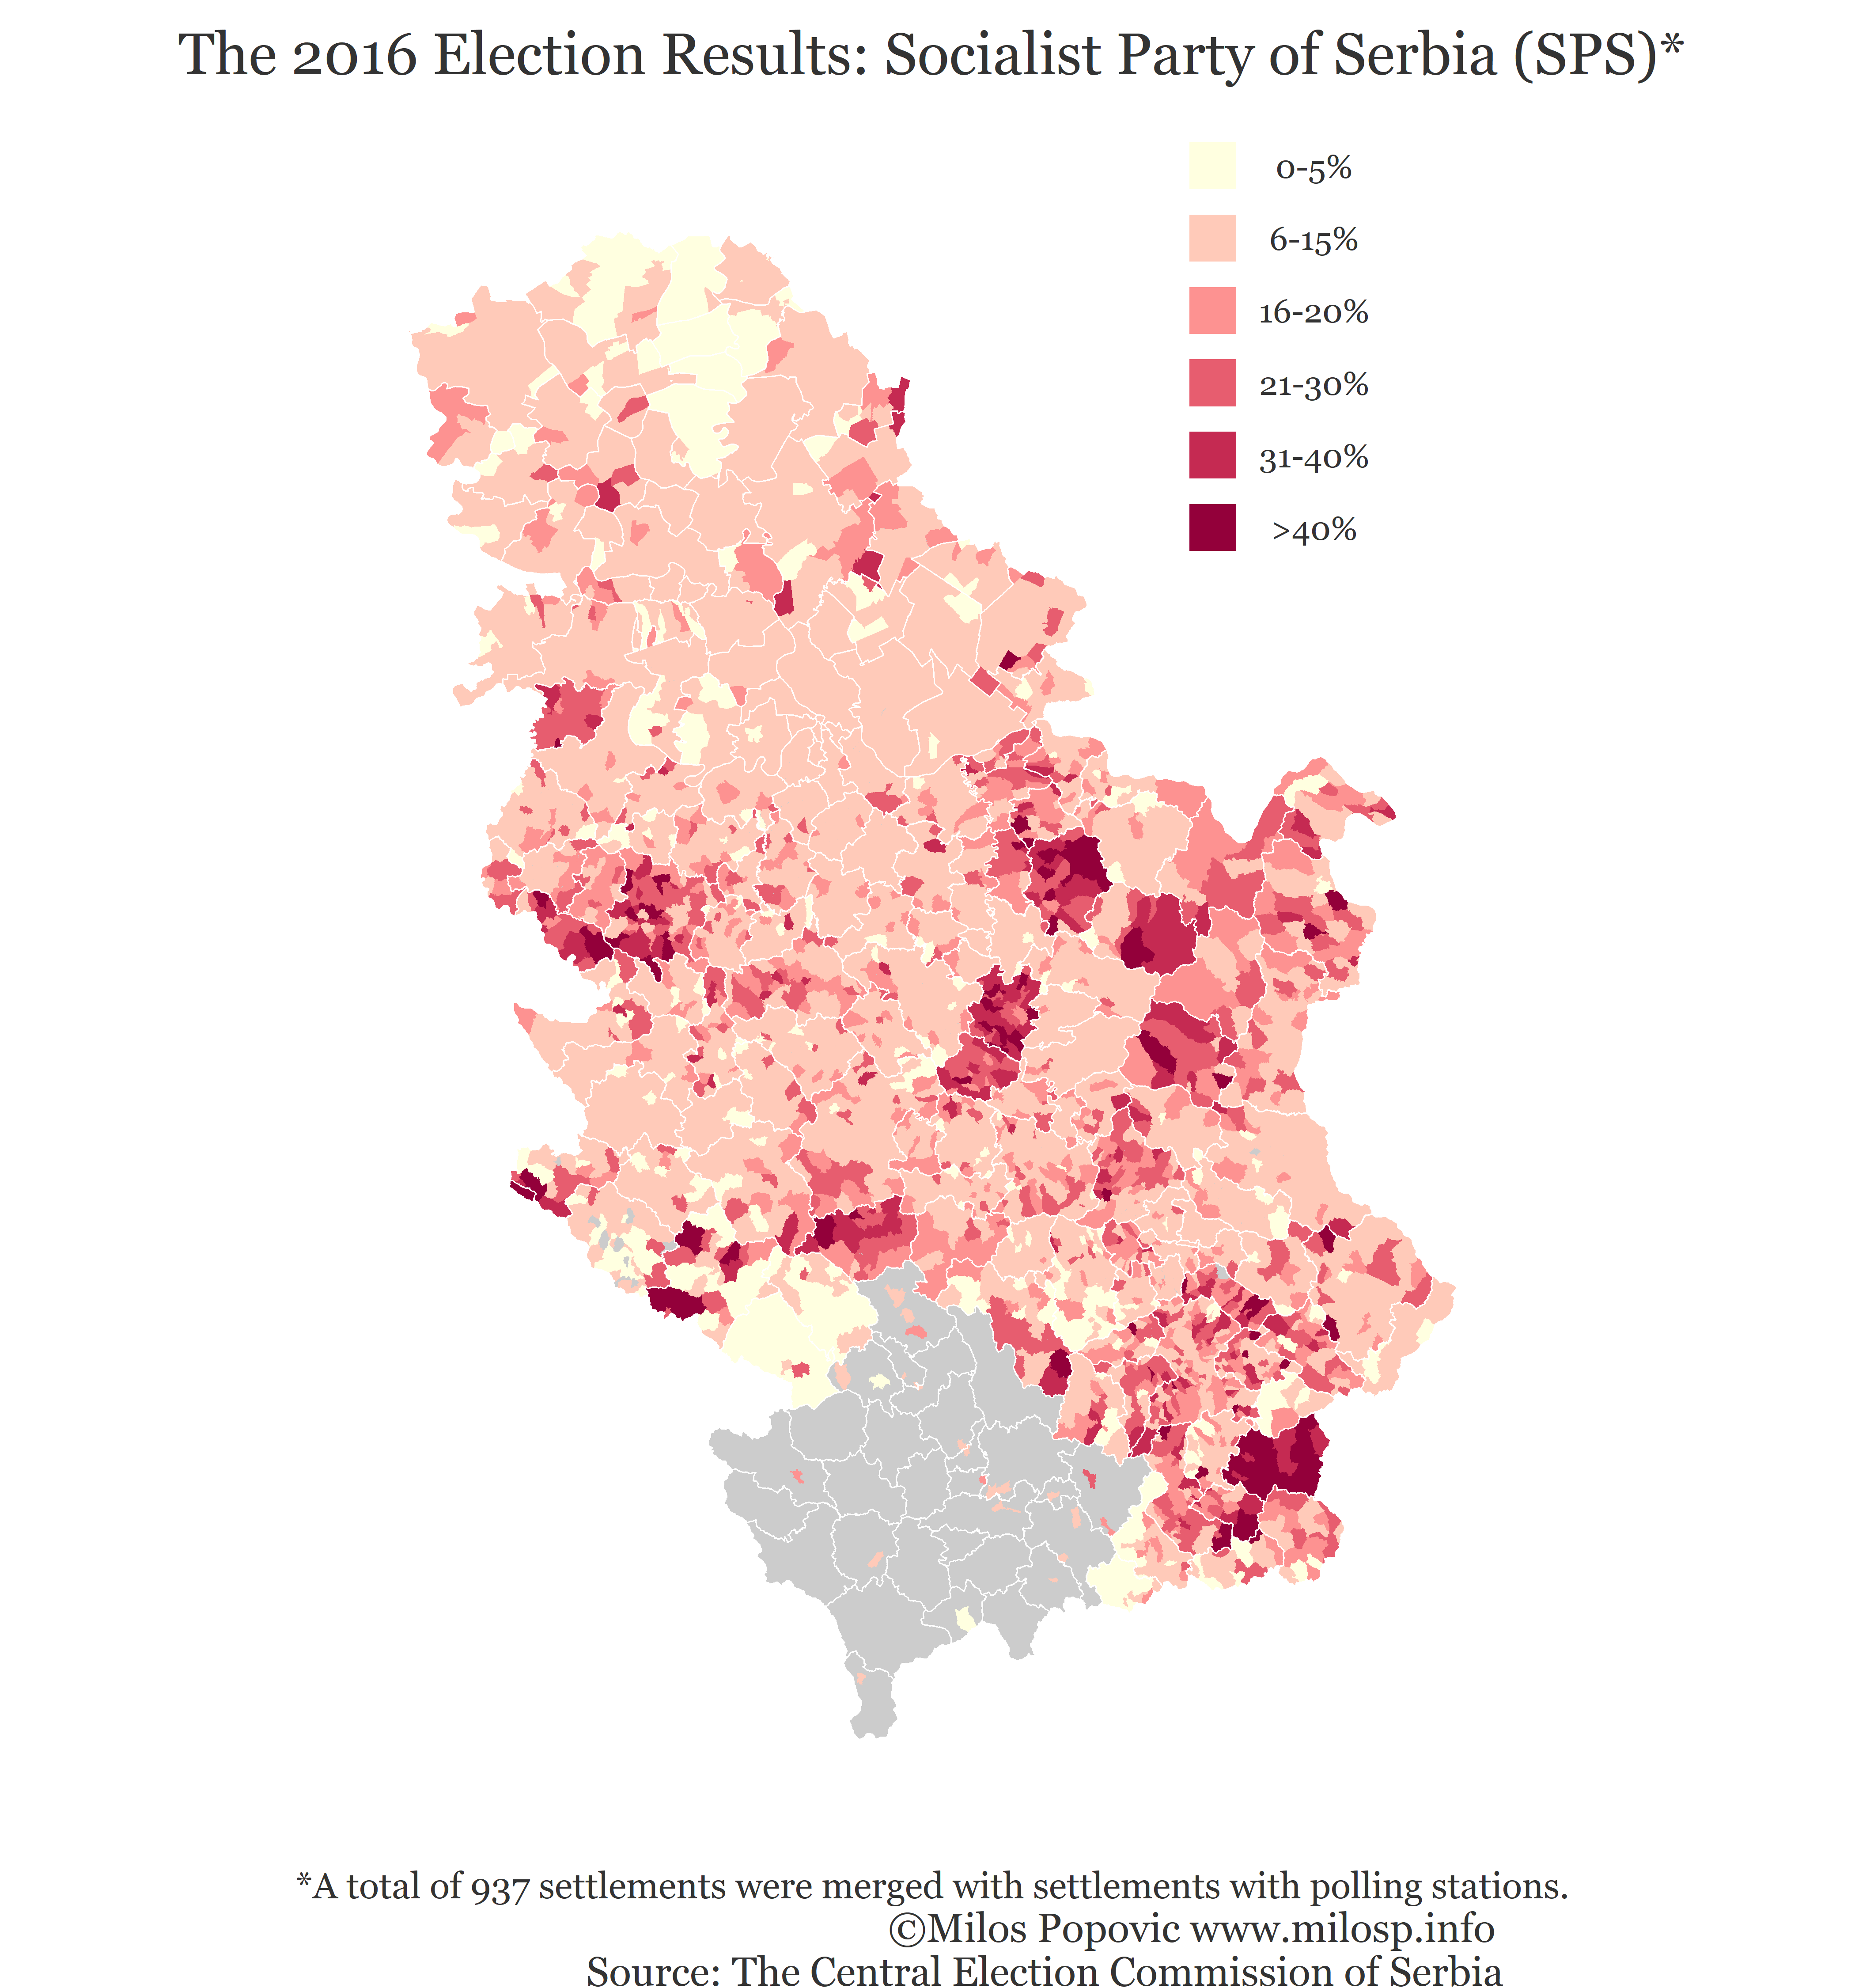 The 2016 Election Results: Socialist Party of Serbia (SPS)*
0-5%
6-15%
16-20%
21-30%
31-40%
>40%
*A total of 937 settlements were merged with settlements with polling stations.
©Milos Popovic www.milosp.info
Source: The Central Election Commission of Serbia